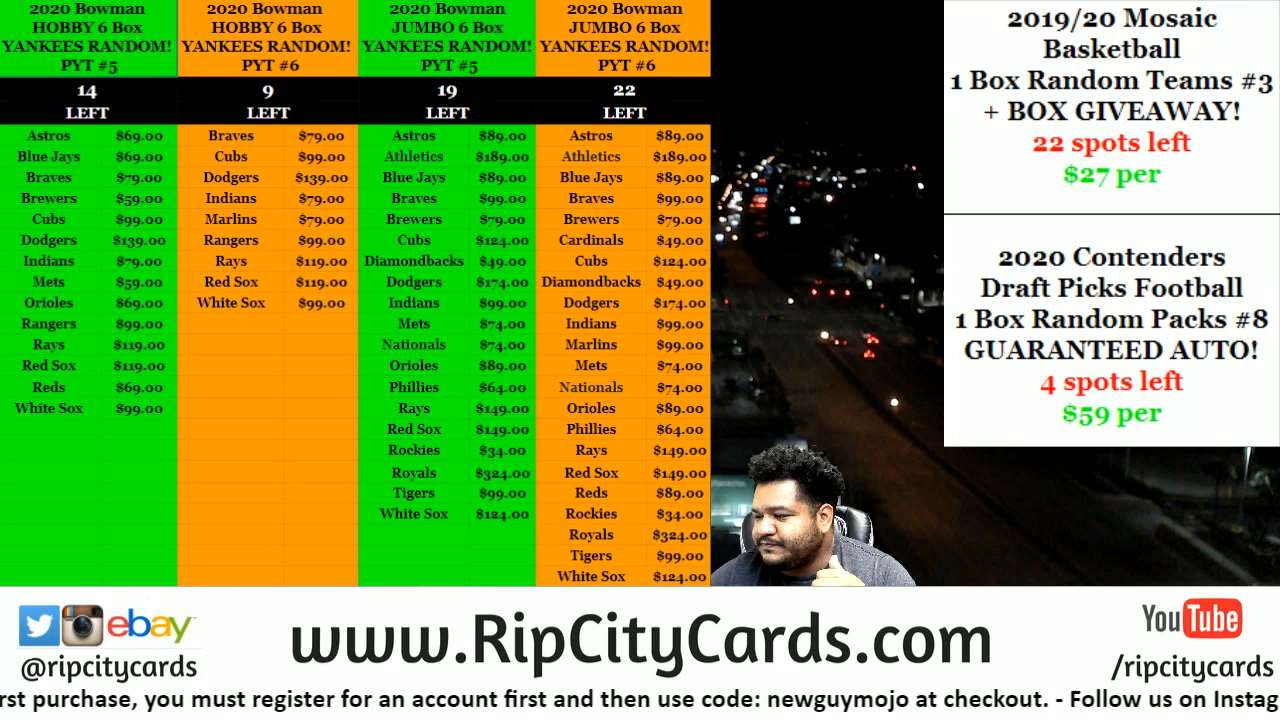 2020 Bowman
HOBBY 6 Box
YANKEES RANDOM!
PYT #5
14
LEFT
Astros $69.00
Blue Jays $69.00
Braves $79.00
Brewers $59.00
Cubs $99.00
Dodgers $139.00
Indians $79.00
Mets $59.00
Orioles $69.00
Rangers $99.00
Rays $119.00
Red Sox $119.00
Reds $69.00
White Sox $99.00
2020 Bowman
HOBBY 6 Box
YANKEES RANDOM!
PYT #6
9
LEFT
Braves $79.00
Cubs $99.00
Dodgers $139.00
Indians $79.00
Marlins $79.00
Rangers $99.00
Rays $119.00
Red Sox $119.00
White Sox $99.00
2020 Bowman
JUMBO 6 Box
YANKEES RANDOM!
PYT #5
19
LEFT
Astros $89.00
Athletics $189.00
Blue Jays $89.00
Braves $99.00
Brewers $79.00
Cubs $124.00
Diamondbacks $49.00
Dodgers $174.00
Indians $99.00
Mets $74.00
Nationals $74.00
Orioles $89.00
Phillies $64.00
Rays $149.00
Red Sox $149.00
Rockies $34.00
Royals $324.00
Tigers $99.00
White Sox $124.00
2020 Bowman
JUMBO 6 Box
YANKEES RANDOM!
PYT #6
22
LEFT
Astros $89.00
Athletics $189.00
Blue Jays $89.00
Braves $99.00
Brewers $79.00
Cardinals $49.00
Cubs $124.00
Diamondbacks $49.00
Dodgers $174.00
Indians $99.00
Marlins $99.00
Mets $74.00
Nationals $74.00
Orioles $89.00
Phillies $64.00
Rays $149.00
Red Sox $149.00
Reds $89.00
Rockies $34.00
Royals $324.00
Tigers $99.00
White Sox $124.00
2019/20 Mosaic
Basketball
1 Box Random Teams #3
+ BOX GIVEAWAY!
22 spots left
$27 per
2020 Contenders
Draft Picks Football
1 Box Random Packs #8
GUARANTEED AUTO!
4 spots left
$59 per
ebay
@ripcitycards
www.RipCityCards.com
YouTube
/ripcitycards
rst purchase, you must register for an account first and then use code: newguymojo at checkout. - Follow us on Instag